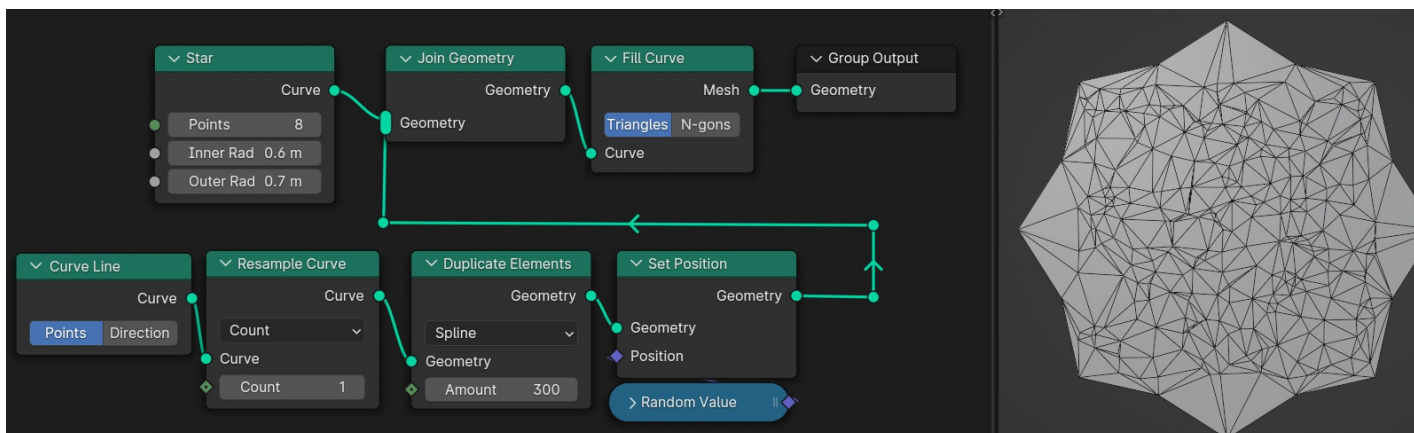 Star
Curve
Points 8
Inner Rad 0.6 m
Outer Rad 0.7 m
Join Geometry
Geometry
Geometry
Fill Curve
Mesh
Triangles N-gons
Curve
Group Output
Geometry
Curve Line
Curve
Points Direction
Resample Curve
Curve
Count
Curve
Count 1
Duplicate Elements
Geometry
Spline
Geometry
Amount 300
Set Position
Geometry
Geometry
Position
Random Value